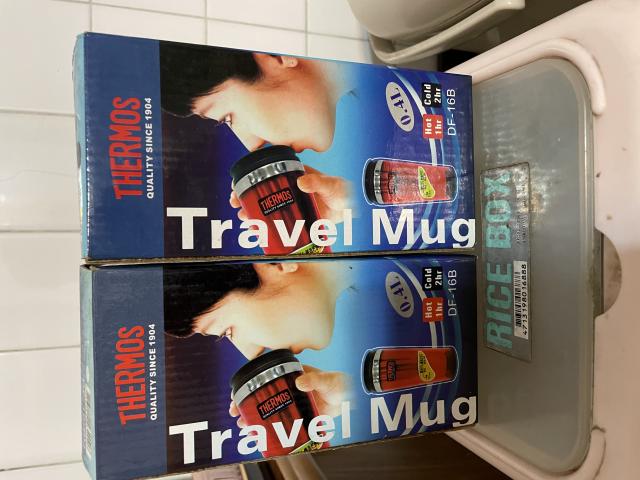 THERMOS
QUALITY SINCE 1904
0.4L
Hot 1hr
Cold 2hr
DF-16B
THERMOS
Travel Mug
THERMOS
QUALITY SINCE 1904
0.4L
Hot 1hr
Cold 2hr
DF-16B
THERMOS
Travel Mug
RICE BOX
4713198016888